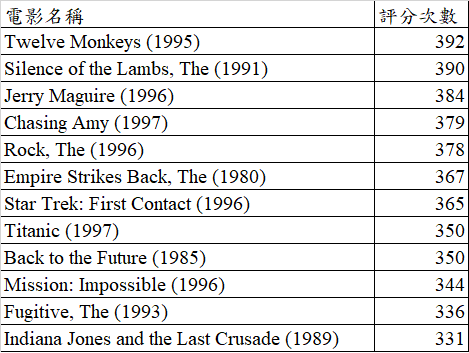 電影名稱 評分次數
Twelve Monkeys (1995) 392
Silence of the Lambs, The (1991) 390
Jerry Maguire (1996) 384
Chasing Amy (1997) 379
Rock, The (1996) 378
Empire Strikes Back, The (1980) 367
Star Trek: First Contact (1996) 365
Titanic (1997) 350
Back to the Future (1985) 350
Mission: Impossible (1996) 344
Fugitive, The (1993) 336
Indiana Jones and the Last Crusade (1989) 331